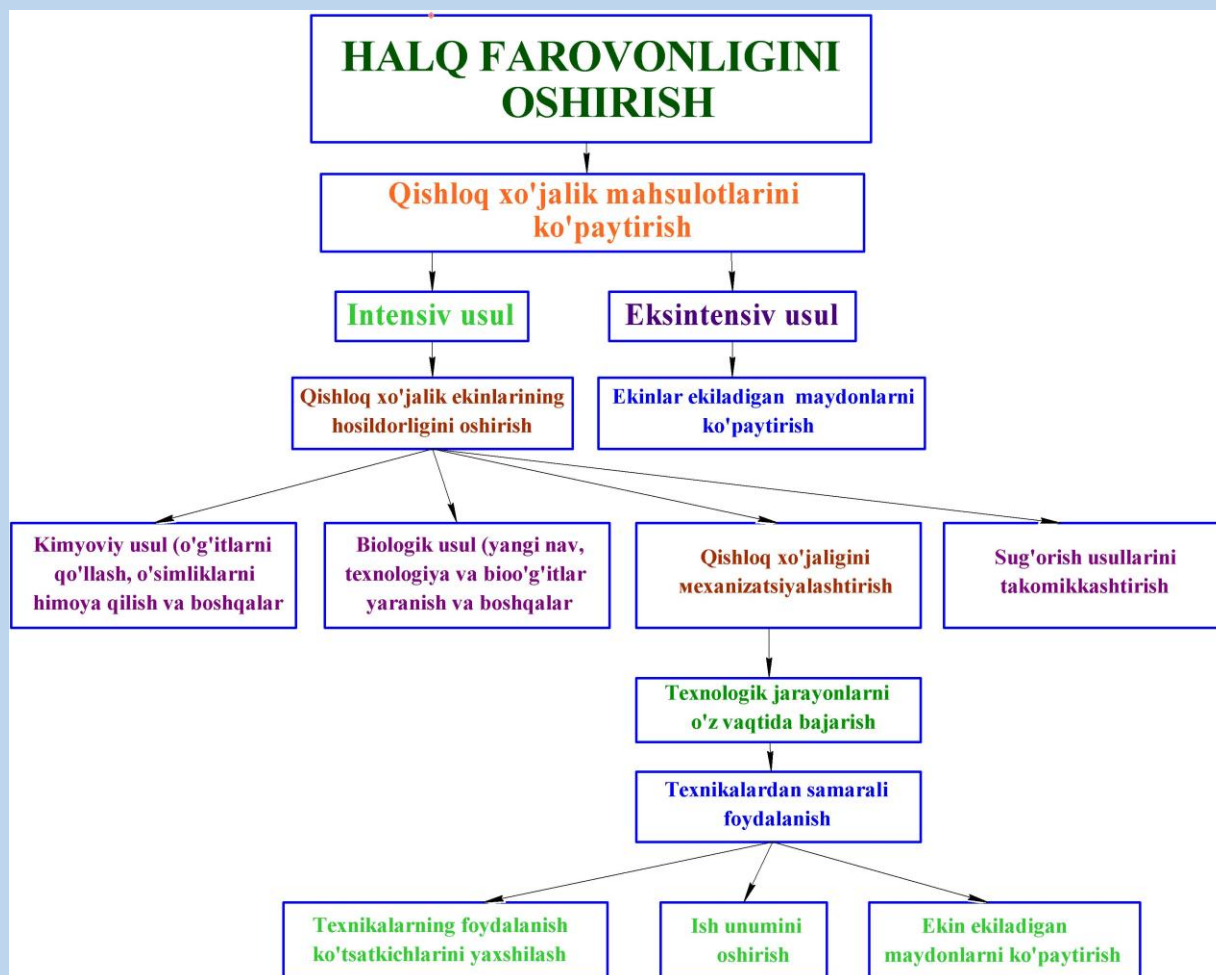 HALQ FAROVONLIGINI
OSHIRISH
Qishloq xo'jalik mahsulotlarini
ko'paytirish
Intensiv usul
Eksintensiv usul
Qishloq xo'jalik ekinlarining
hosildorligini oshirish
Ekinlar ekiladigan maydonlarni
ko'paytirish
Kimyoviy usul (o'g'itlarni
qo'llash, o'simliklarni
himoya qilish va boshqalar
Biologik usul (yangi nav,
texnologiya va bioo'g'itlar
yaranish va boshqalar
Qishloq xo'jaligini
мexanizatsiyalashtirish
Sug'orish usullarini
takomikkashtirish
Texnologik jarayonlarni
o'z vaqtida bajarish
Texnikalardan samarali
foydalanish
Texnikalarning foydalanish
ko'tsatkichlarini yaxshilash
Ish unumini
oshirish
Ekin ekiladigan
maydonlarni ko'paytirish